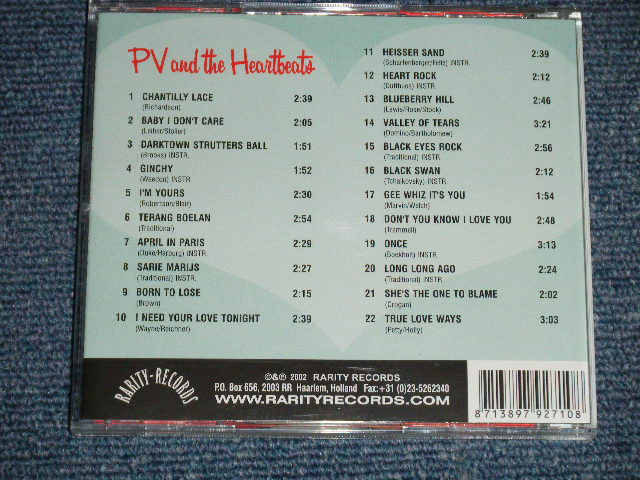 PV and the Heartbeats
1 CHANTILLY LACE 2:39
(Richardson)
2 BABY I DON'T CARE 2:05
(Leiber/Stoller)
3 DARKTOWN STRUTTERS BALL 1:51
(Brooks) INSTR.
4 GINCHY 1:52
(Weedon) INSTR
5 I'M YOURS 2:30
(Robertson/Blair)
6 TERANG BOELAN 2:54
(Traditional)
7 APRIL IN PARIS 2:29
(Duke/Harburg) INSTR.
8 SARIE MARIJS 2:27
(Traditional) INSTR.
9 BORN TO LOSE 2:15
(Brown)
10 I NEED YOUR LOVE TONIGHT 2:39
(Wayne/Reichner)
11 HEISSER SAND 2:39
(Scharfenberger/Feltz) INSTR.
12 HEART ROCK 2:12
(Dutfhues) INSTR.
13 BLUEBERRY HILL 2:46
(Lewis/Rose/Stock)
14 VALLEY OF TEARS 3:21
(Domino/Bartholomew)
15 BLACK EYES ROCK 2:56
(Traditional) INSTR.
16 BLACK SWAN 2:12
(Tchaikovsky) INSTR.
17 GEE WHIZ IT'S YOU 1:54
(Marvin/Welch)
18 DON'T YOU KNOW I LOVE YOU 2:48
(Trammell)
19 ONCE 3:13
(Boekholt) INSTR.
20 LONG LONG AGO 2:24
(Traditional) INSTR.
21 SHE'S THE ONE TO BLAME 2:02
(Crogan)
22 TRUE LOVE WAYS 3:03
(Petty/Holly)
RARITY-RECORDS
©&℗ 2002 RARITY RECORDS
P.O. Box 656, 2003 RR Haarlem, Holland Fax:+31 (0)23-5262340
WWW.RARITYRECORDS.COM
8 713897 927108